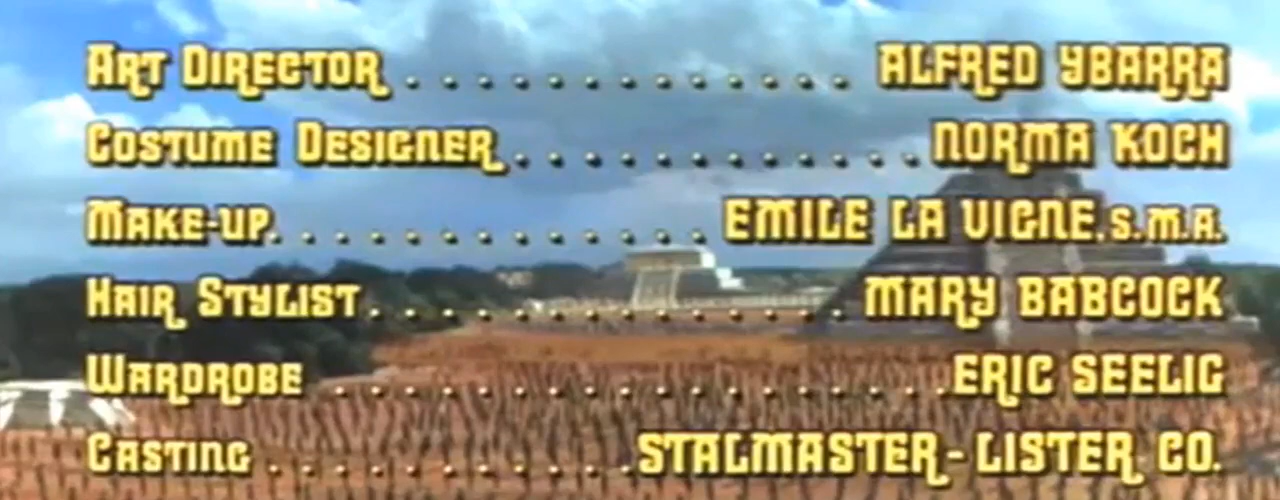 Art Director . . . . . . . . . . . . . ALFRED YBARRA
Costume Designer . . . . . . . . . . . . NORMA KOCH
Make-up . . . . . . . . . . . . . EMILE LA VIGNE, S.M.A.
Hair Stylist . . . . . . . . . . . . . . MARY BABCOCK
Wardrobe . . . . . . . . . . . . . . . . . . ERIC SEELIG
Casting . . . . . . . . . . . STALMASTER-LISTER CO.